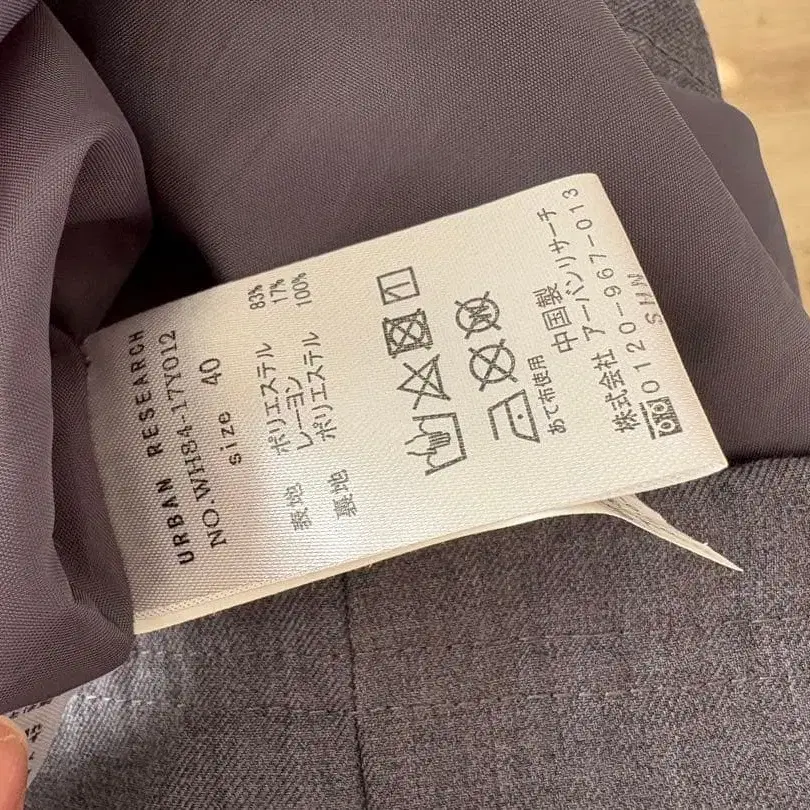 URBAN RESEARCH
NO.WH84-17Y012
size 40
表地 ポリエステル 83%
レーヨン 17%
裏地 ポリエステル 100%
あて布使用
中国製
株式会社 アーバンリサーチ
0120-967-013
SHN